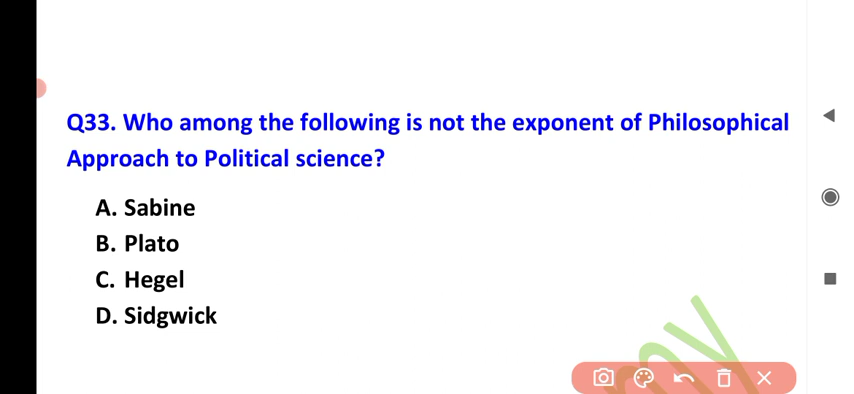 Q33. Who among the following is not the exponent of Philosophical
Approach to Political science?
A. Sabine
B. Plato
C. Hegel
D. Sidgwick
my